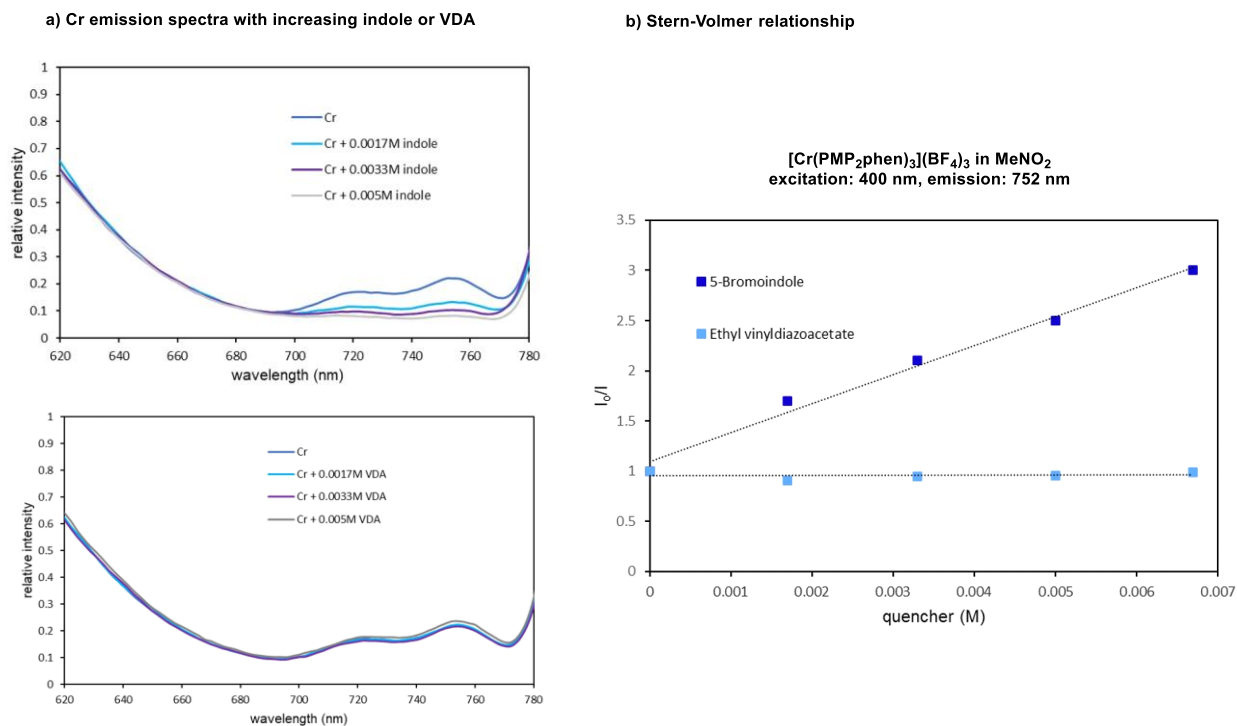 a) Cr emission spectra with increasing indole or VDA
1
0.9
0.8
0.7
0.6
0.5
0.4
0.3
0.2
0.1
0
relative intensity
Cr
Cr + 0.0017M indole
Cr + 0.0033M indole
Cr + 0.005M indole
620 640 660 680 700 720 740 760 780
wavelength (nm)
1
0.9
0.8
0.7
0.6
0.5
0.4
0.3
0.2
0.1
0
relative intensity
Cr
Cr + 0.0017M VDA
Cr + 0.0033M VDA
Cr + 0.005M VDA
620 640 660 680 700 720 740 760 780
wavelength (nm)
b) Stern-Volmer relationship
[Cr(PMP₂phen)₃](BF₄)₃ in MeNO₂
excitation: 400 nm, emission: 752 nm
3.5
3
2.5
2
1.5
1
0.5
0
I₀/I
5-Bromoindole
Ethyl vinyldiazoacetate
0 0.001 0.002 0.003 0.004 0.005 0.006 0.007
quencher (M)